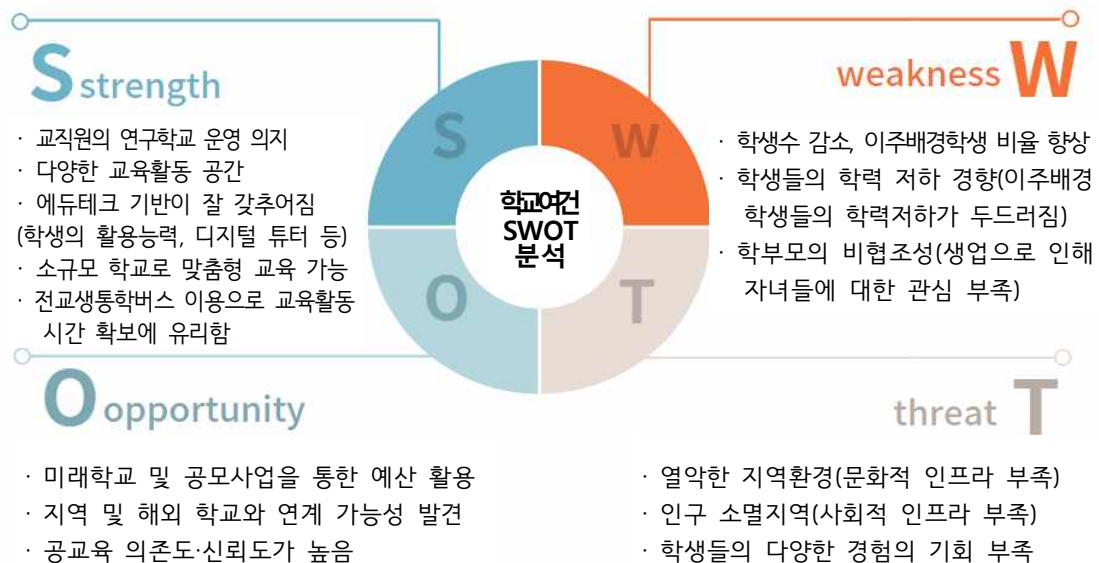 S strength
· 교직원의 연구학교 운영 의지
· 다양한 교육활동 공간
· 에듀테크 기반이 잘 갖추어짐
(학생의 활용능력, 디지털 튜터 등)
· 소규모 학교로 맞춤형 교육 가능
· 전교생통학버스 이용으로 교육활동
시간 확보에 유리함
weakness W
· 학생수 감소, 이주배경학생 비율 향상
· 학생들의 학력 저하 경향(이주배경
학생들의 학력저하가 두드러짐)
· 학부모의 비협조성(생업으로 인해
자녀들에 대한 관심 부족)
S
W
학교여건
SWOT
분석
O
T
O opportunity
· 미래학교 및 공모사업을 통한 예산 활용
· 지역 및 해외 학교와 연계 가능성 발견
· 공교육 의존도·신뢰도가 높음
threat T
· 열악한 지역환경(문화적 인프라 부족)
· 인구 소멸지역(사회적 인프라 부족)
· 학생들의 다양한 경험의 기회 부족